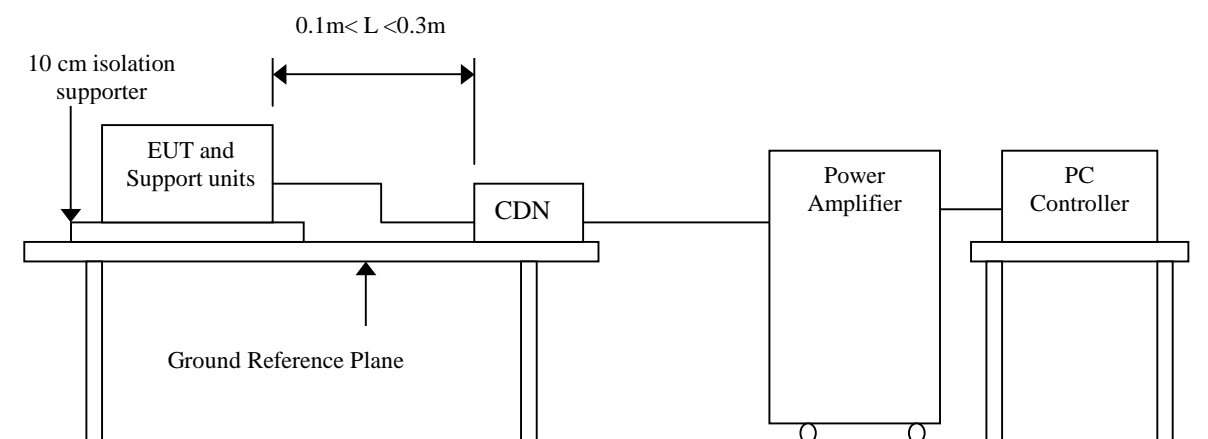 0.1m< L <0.3m
10 cm isolation
supporter
EUT and
Support units
CDN
Power
Amplifier
PC
Controller
Ground Reference Plane